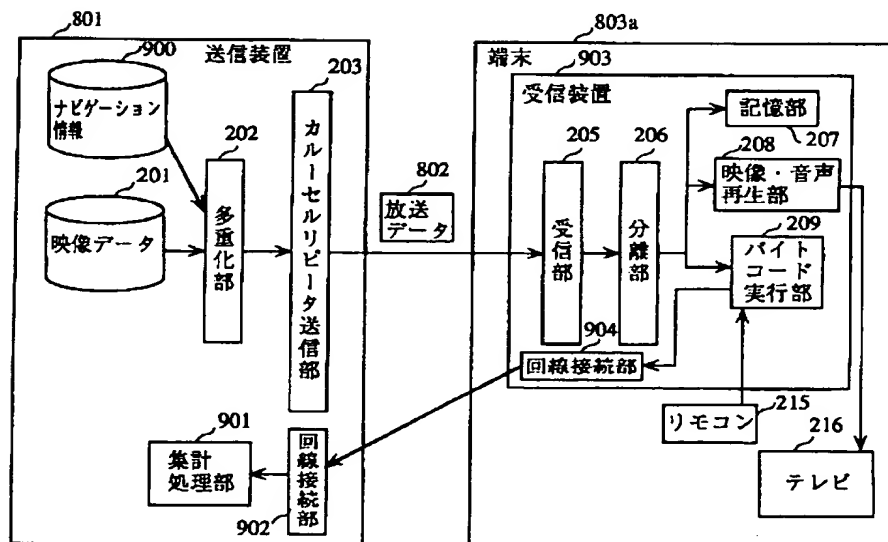 801
送信装置
900
ナビゲーション
情報
201
映像データ
202
多重化部
203
カルーセルリピータ送信部
901
集計
処理部
902
回線接続部
802
放送
データ
803a
端末
903
受信装置
205
受信部
206
分離部
記憶部
207
208
映像・音声
再生部
209
バイト
コード
実行部
904
回線接続部
リモコン
215
216
テレビ